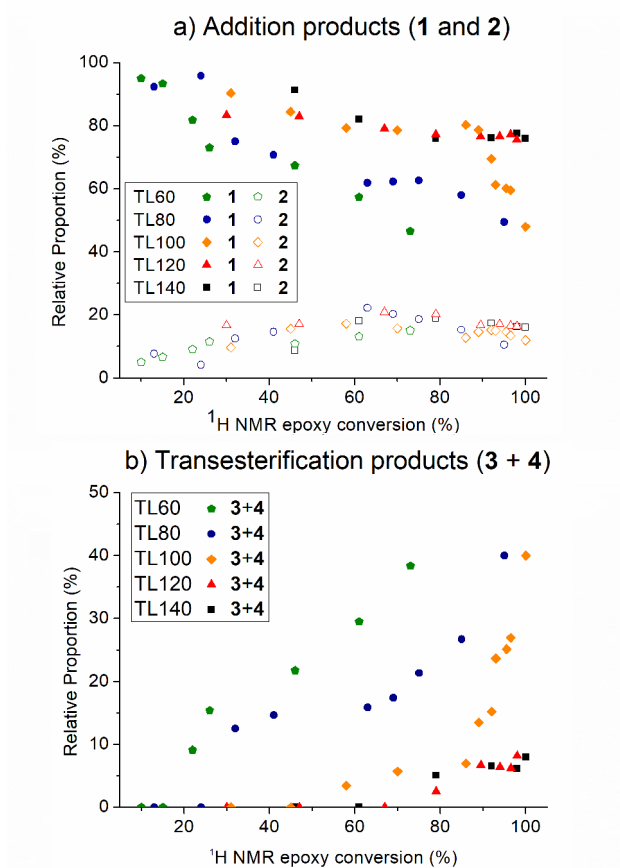 a) Addition products (1 and 2)
Relative Proportion (%)
100
80
60
40
20
0
TL60 1 2
TL80 1 2
TL100 1 2
TL120 1 2
TL140 1 2
20 40 60 80 100
¹H NMR epoxy conversion (%)
b) Transesterification products (3 + 4)
Relative Proportion (%)
50
40
30
20
10
0
TL60 3+4
TL80 3+4
TL100 3+4
TL120 3+4
TL140 3+4
20 40 60 80 100
¹H NMR epoxy conversion (%)